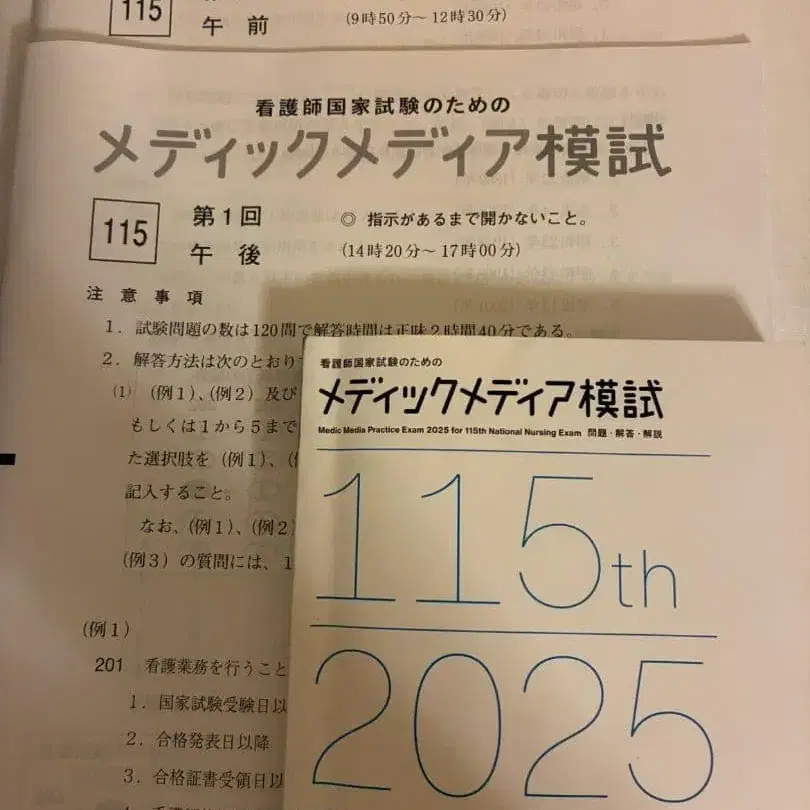 115
午 前
(9時50分〜12時30分)
看護師国家試験のための
メディックメディア模試
115
第1回
午 後
◎ 指示があるまで開かないこと。
(14時20分〜17時00分)
注 意 事 項
1. 試験問題の数は120問で解答時間は正味2時間40分である。
2. 解答方法は次のとおり
(1) (例1)、(例2) 及び
もしくは1から5まで
た選択肢を (例1)、
記入すること。
なお、(例1)、(例2)
(例3) の質問には、1
(例1)
201 看護業務を行うこと
1. 国家試験受験日以
2. 合格発表日以降
3. 合格証書受領日以
看護師国家試験のための
メディックメディア模試
Medic Media Practice Exam 2025 for 115th National Nursing Exam 問題・解答・解説
115th
2025